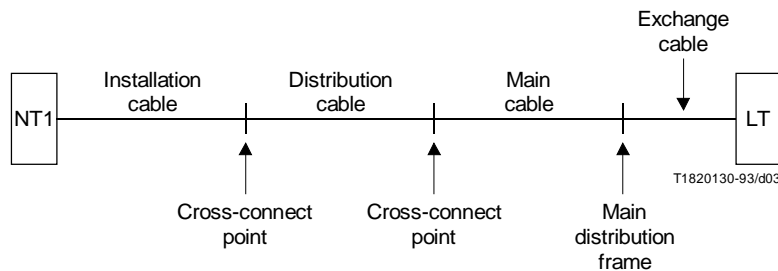 Exchange
cable
Installation
cable
Distribution
cable
Main
cable
NT1
LT
T1820130-93/d03
Cross-connect
point
Cross-connect
point
Main
distribution
frame